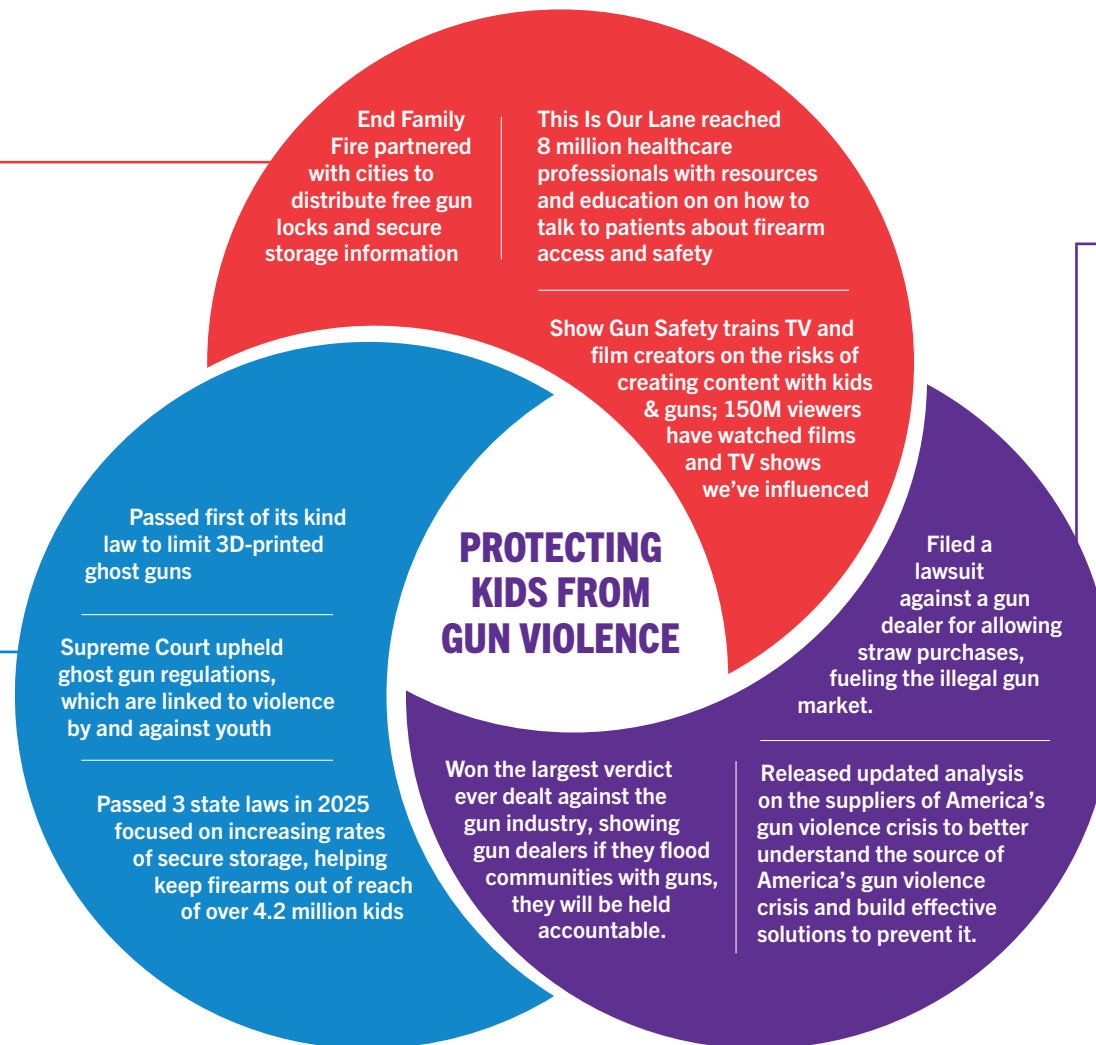 End Family
Fire partnered
with cities to
distribute free gun
locks and secure
storage information
This Is Our Lane reached
8 million healthcare
professionals with resources
and education on on how to
talk to patients about firearm
access and safety
Show Gun Safety trains TV and
film creators on the risks of
creating content with kids
& guns; 150M viewers
have watched films
and TV shows
we've influenced
Passed first of its kind
law to limit 3D-printed
ghost guns
Supreme Court upheld
ghost gun regulations,
which are linked to violence
by and against youth
Passed 3 state laws in 2025
focused on increasing rates
of secure storage, helping
keep firearms out of reach
of over 4.2 million kids
PROTECTING
KIDS FROM
GUN VIOLENCE
Filed a
lawsuit
against a gun
dealer for allowing
straw purchases,
fueling the illegal gun
market.
Won the largest verdict
ever dealt against the
gun industry, showing
gun dealers if they flood
communities with guns,
they will be held
accountable.
Released updated analysis
on the suppliers of America's
gun violence crisis to better
understand the source of
America's gun violence
crisis and build effective
solutions to prevent it.